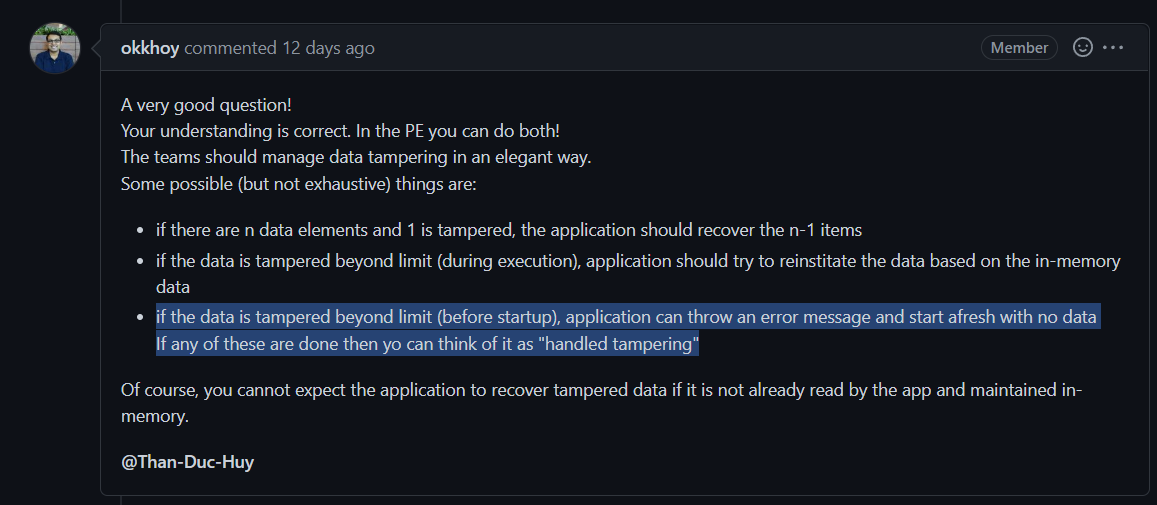 okkhoy commented 12 days ago
Member
A very good question!
Your understanding is correct. In the PE you can do both!
The teams should manage data tampering in an elegant way.
Some possible (but not exhaustive) things are:
• if there are n data elements and 1 is tampered, the application should recover the n-1 items
• if the data is tampered beyond limit (during execution), application should try to reinstitate the data based on the in-memory
data
• if the data is tampered beyond limit (before startup), application can throw an error message and start afresh with no data
If any of these are done then yo can think of it as "handled tampering"
Of course, you cannot expect the application to recover tampered data if it is not already read by the app and maintained in-
memory.
@Than-Duc-Huy